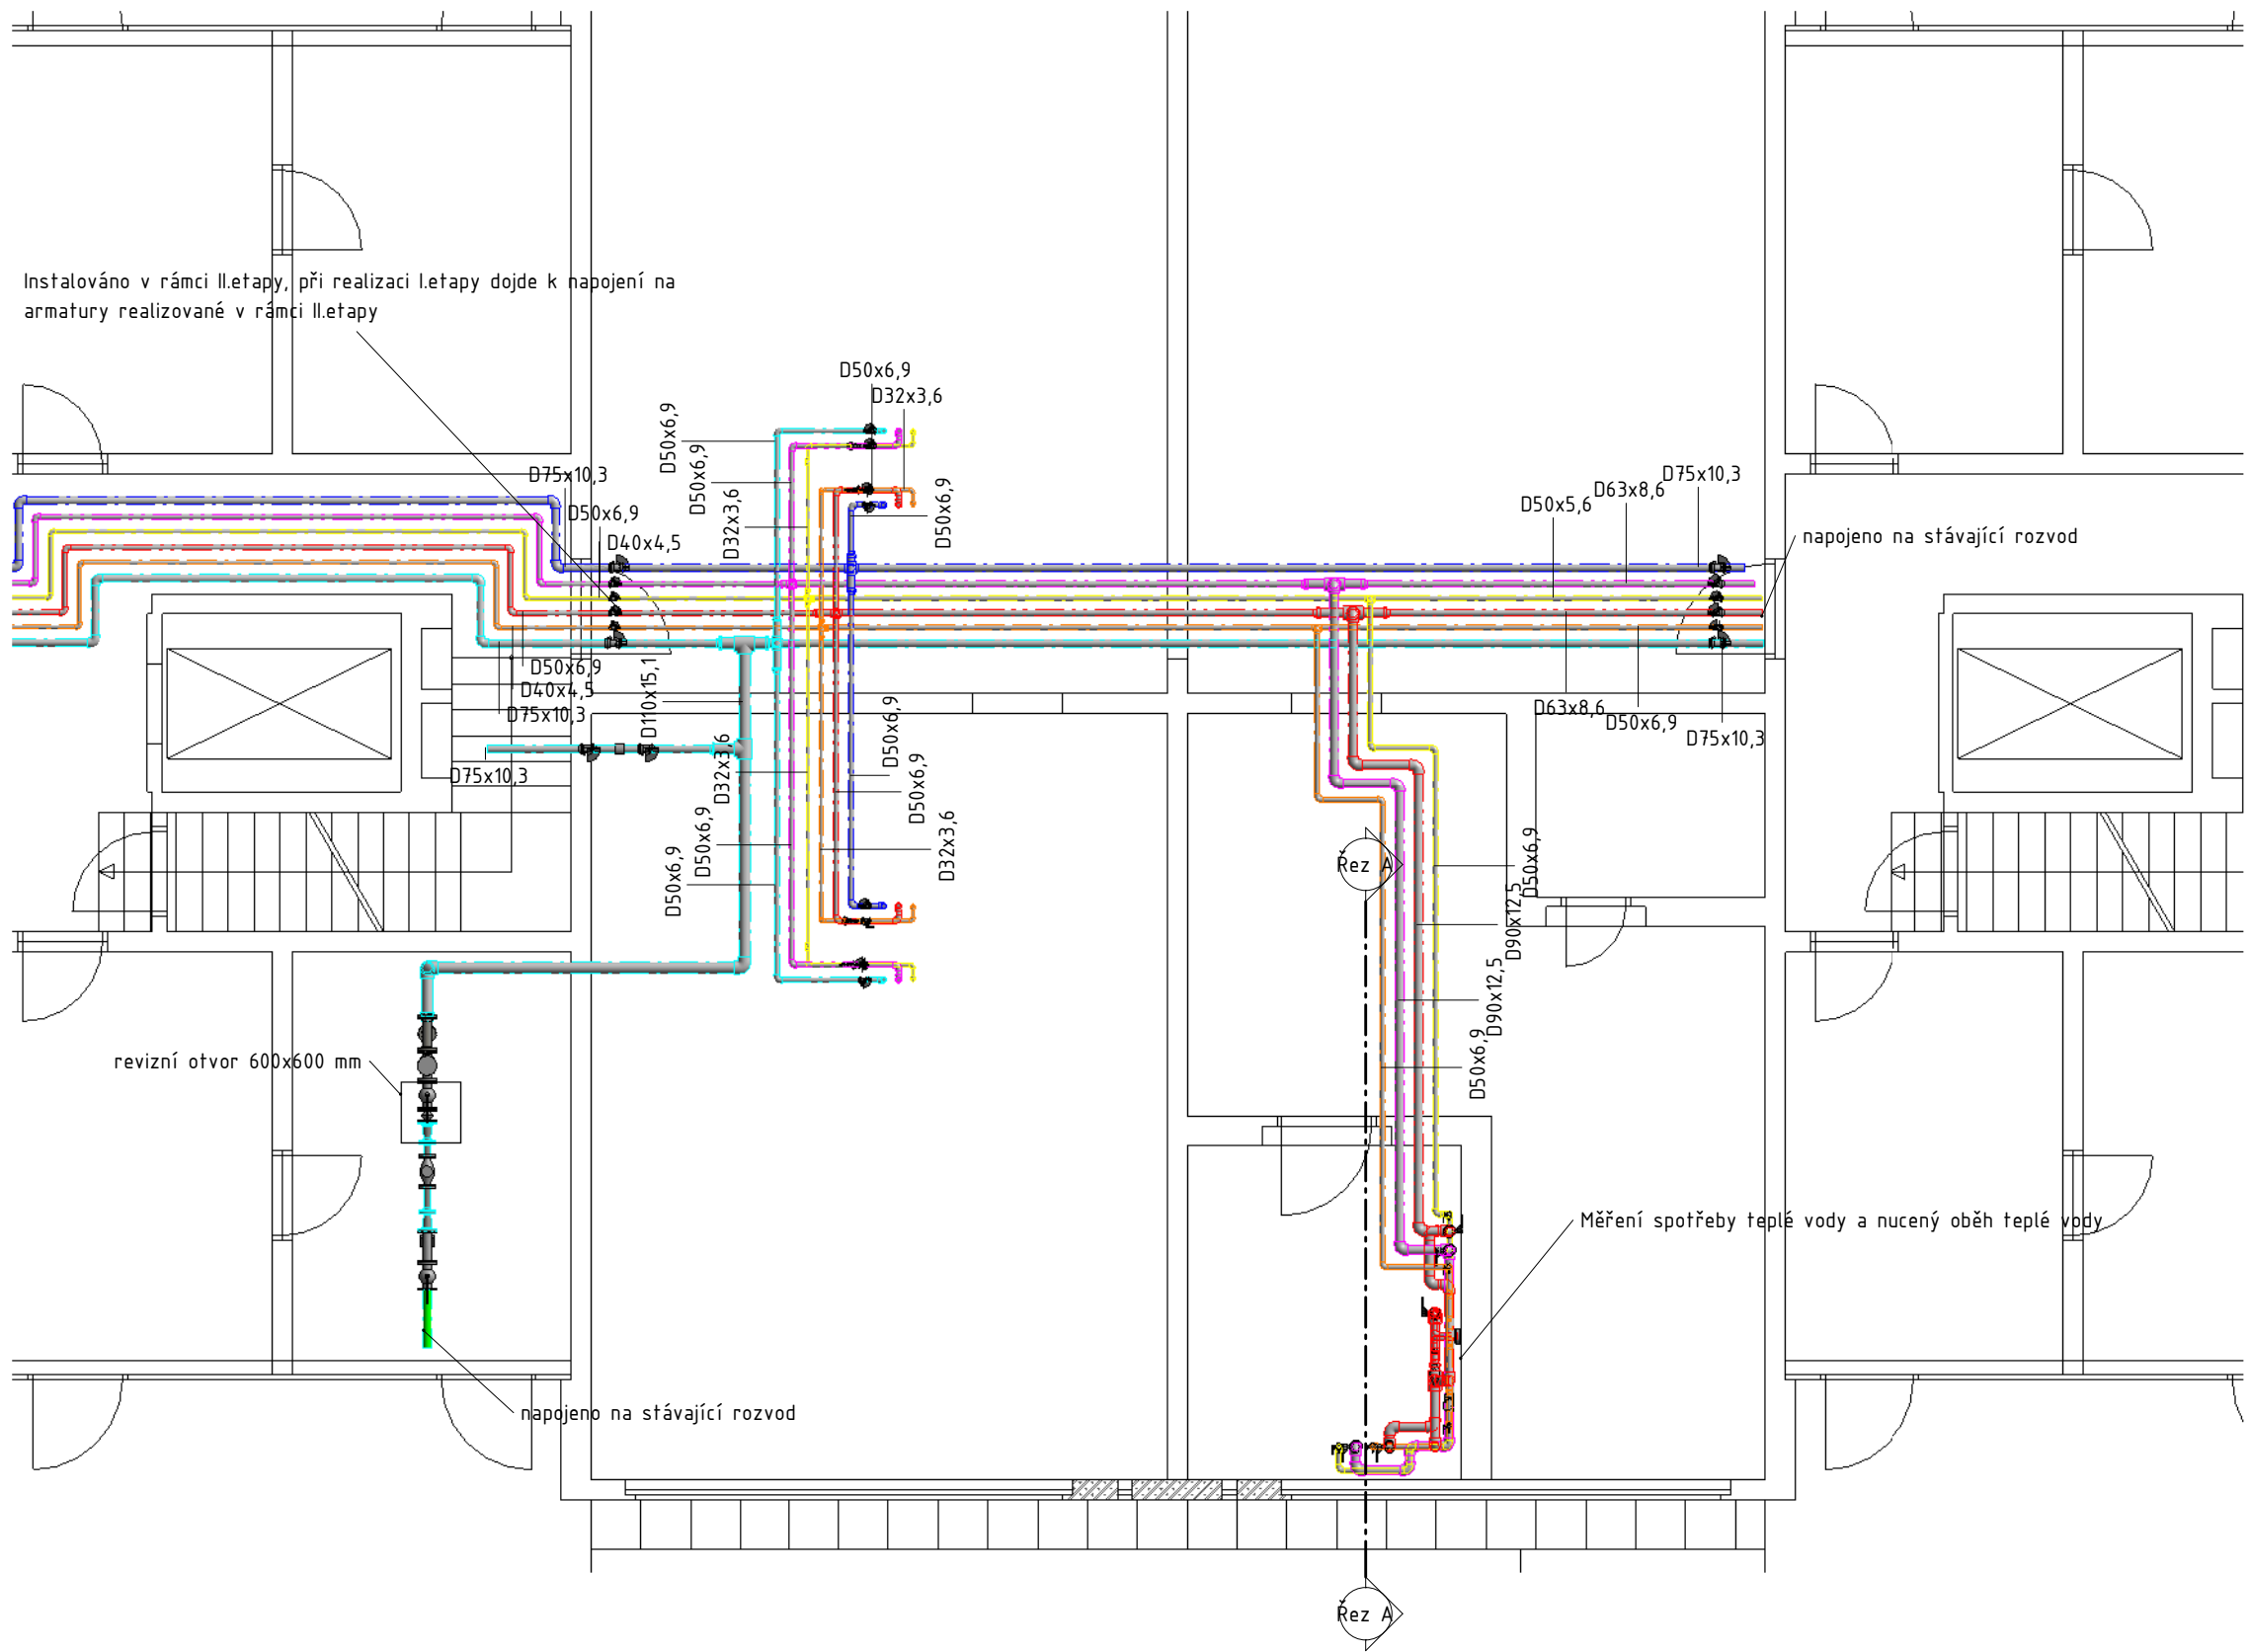 Instalováno v rámci II.etapy, při realizaci I.etapy dojde k napojení na
armatury realizované v rámci II.etapy
D50x6,9
D32x3,6
D50x6,9
D50x6,9
D32x3,6
D50x6,9
D75x10,3
D50x6,9
D40x4,5
D75x10,3
D63x8,6
D50x5,6
napojeno na stávající rozvod
D50x6,9
D40x4,5
D75x10,3
D110x15,1
D75x10,3
D32x3,6
D50x6,9
D50x6,9
D50x6,9
D50x6,9
D32x3,6
D63x8,6
D50x6,9
D75x10,3
Řez A
D50x6,9
D90x12,5
D90x12,5
D50x6,9
revizní otvor 600x600 mm
Měření spotřeby teplé vody a nucený oběh teplé vody
napojeno na stávající rozvod
Řez A